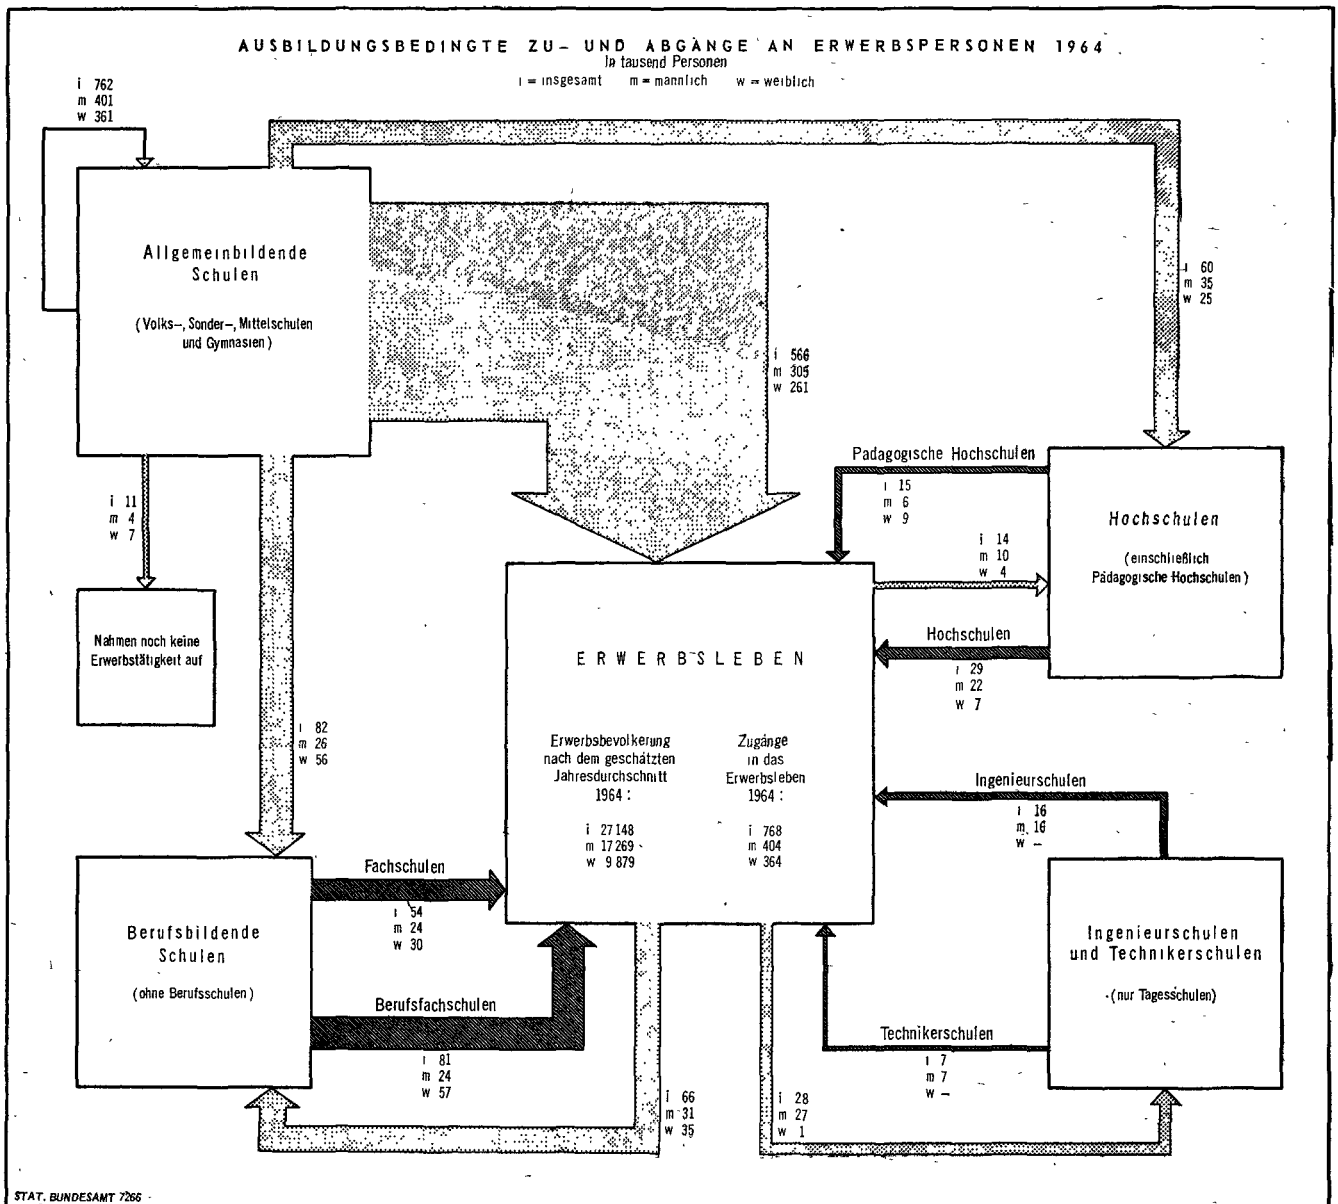 AUSBILDUNGSBEDINGTE ZU- UND ABGÄNGE AN ERWERBSPERSONEN 1964
In tausend Personen
i = insgesamt m = mannlich w = weiblich
i 762
m 401
w 361
Allgemeinbildende
Schulen
(Volks-, Sonder-, Mittelschulen
und Gymnasien)
i 60
m 35
w 25
i 566
m 305
w 261
i 11
m 4
w 7
Nahmen noch keine
Erwerbstätigkeit auf
i 82
m 26
w 56
Padagogische Hochschulen
i 15
m 6
w 9
i 14
m 10
w 4
Hochschulen
(einschließlich
Pädagogische Hochschulen)
Hochschulen
i 29
m 22
w 7
ERWERBSLEBEN
Erwerbsbevolkerung
nach dem geschätzten
Jahresdurchschnitt
1964 :
i 27 148
m 17 269
w 9 879
Zugänge
in das
Erwerbsleben
1964 :
i 768
m 404
w 364
Ingenieurschulen
i 16
m 16
w -
Berufsbildende
Schulen
(ohne Berufsschulen)
Fachschulen
i 54
m 24
w 30
Berufsfachschulen
i 81
m 24
w 57
Ingenieurschulen
und Technikerschulen
(nur Tagesschulen)
Technikerschulen
i 7
m 7
w -
i 66
m 31
w 35
i 28
m 27
w 1
STAT. BUNDESAMT 7266